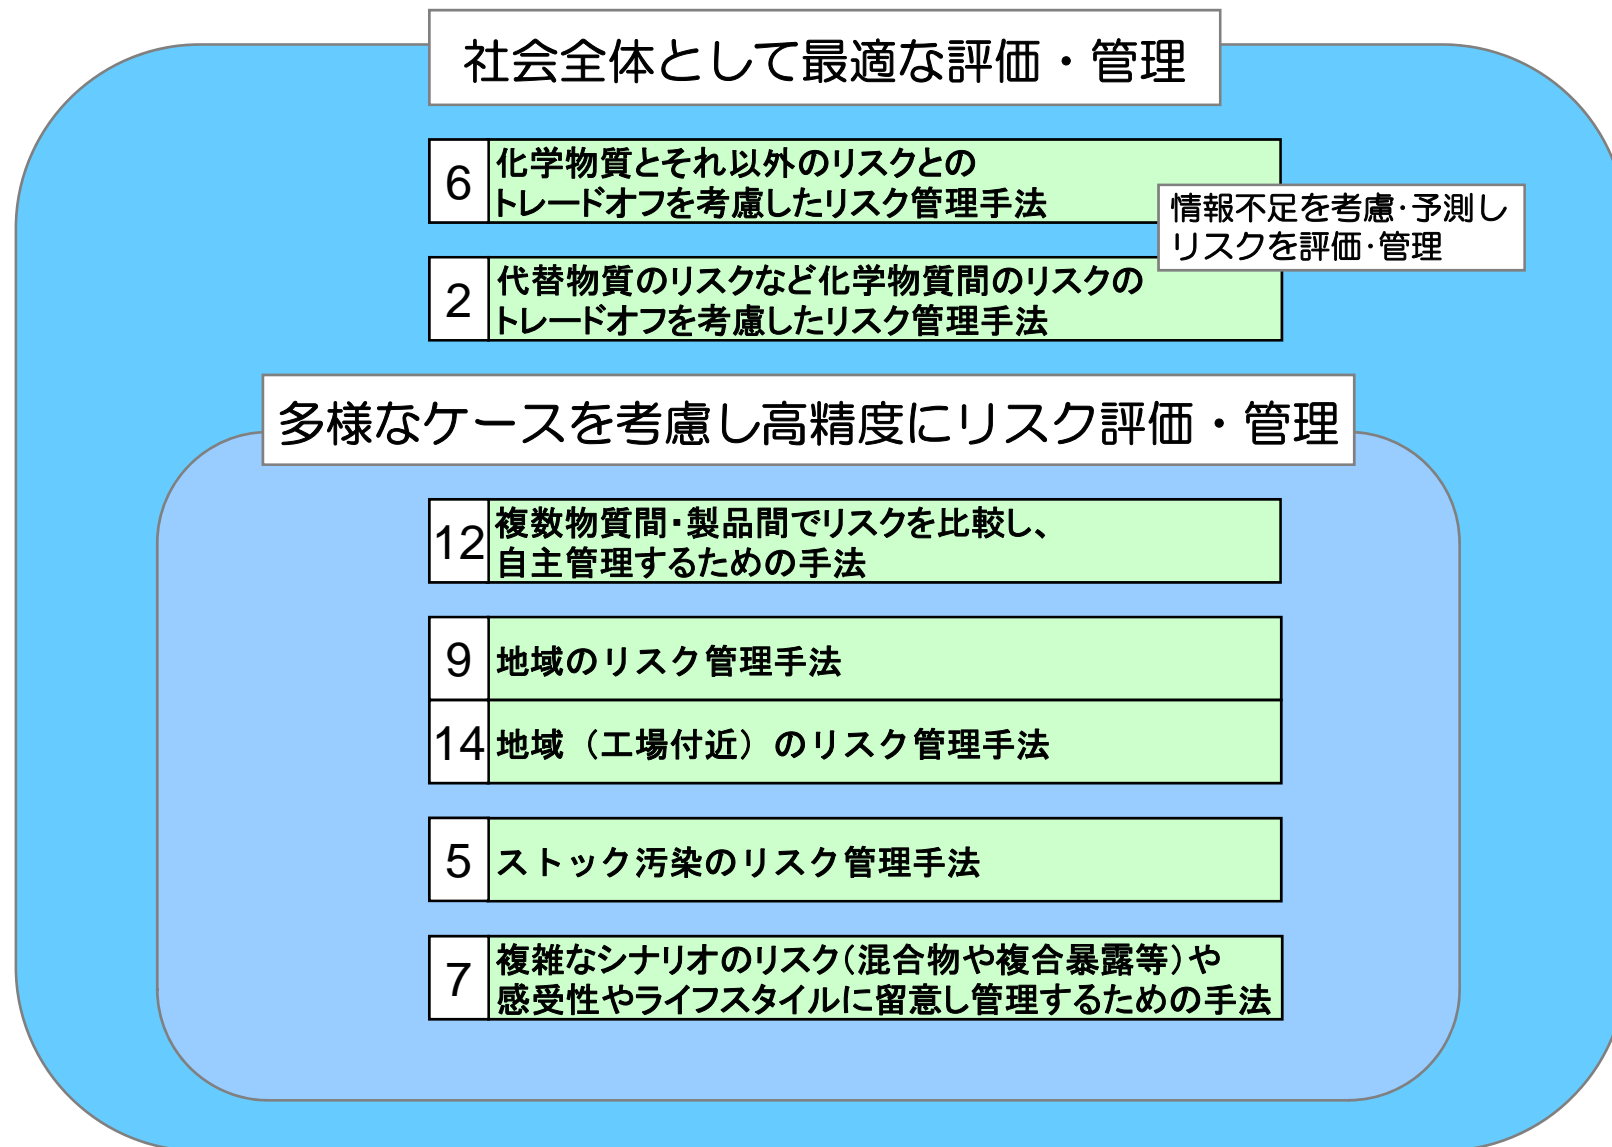 社会全体として最適な評価・管理
6
化学物質とそれ以外のリスクとの
トレードオフを考慮したリスク管理手法
情報不足を考慮・予測し
リスクを評価・管理
2
代替物質のリスクなど化学物質間のリスクの
トレードオフを考慮したリスク管理手法
多様なケースを考慮し高精度にリスク評価・管理
12
複数物質間・製品間でリスクを比較し、
自主管理するための手法
9
地域のリスク管理手法
14
地域（工場付近）のリスク管理手法
5
ストック汚染のリスク管理手法
7
複雑なシナリオのリスク(混合物や複合暴露等)や
感受性やライフスタイルに留意し管理するための手法